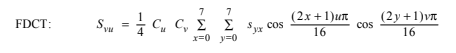 FDCT: S_{vu} = \frac{1}{4} C_u C_v \sum_{x=0}^{7} \sum_{y=0}^{7} s_{yx} \cos \frac{(2x+1)u\pi}{16} \cos \frac{(2y+1)v\pi}{16}